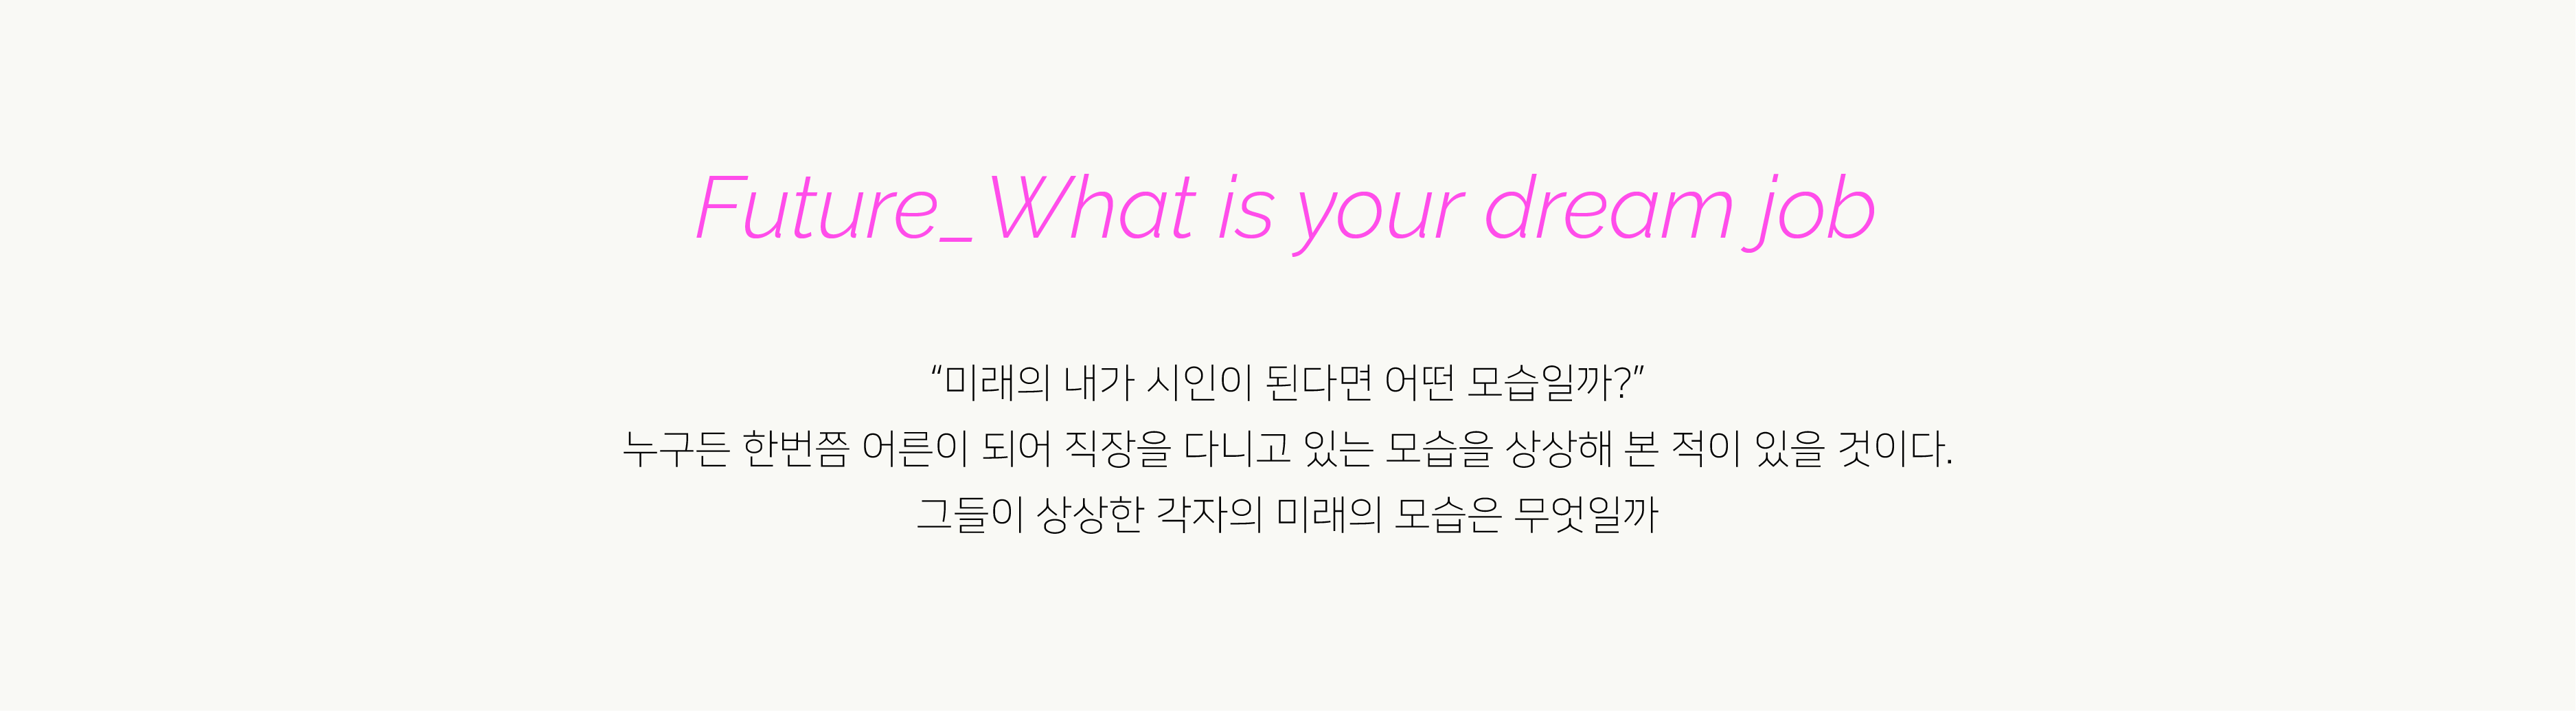 Future_What is your dream job
“미래의 내가 시인이 된다면 어떤 모습일까?”
누구든 한번쯤 어른이 되어 직장을 다니고 있는 모습을 상상해 본 적이 있을 것이다.
그들이 상상한 각자의 미래의 모습은 무엇일까